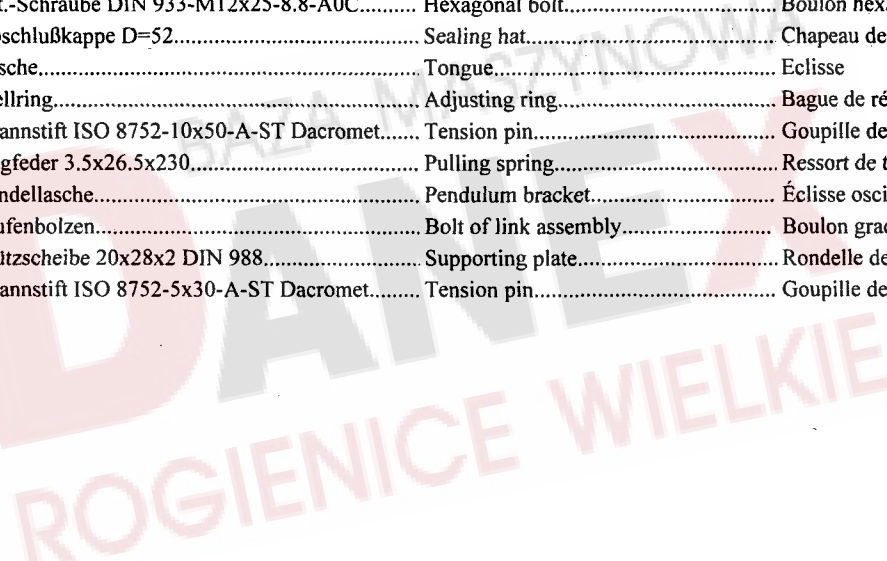 t.-Schraube DIN 933-M12x25-8.8-A0C.......... Hexagonal bolt..................................... Boulon hex
schlußkappe D=52.......................................... Sealing hat............................................ Chapeau de
sche................................................................. Tongue................................................. Eclisse
ellring............................................................... Adjusting ring....................................... Bague de ré
annstift ISO 8752-10x50-A-ST Dacromet....... Tension pin........................................... Goupille de
gfeder 3.5x26.5x230........................................ Pulling spring........................................ Ressort de t
ndellasche........................................................ Pendulum bracket................................. Éclisse osci
ufenbolzen....................................................... Bolt of link assembly........................... Boulon grad
itzscheibe 20x28x2 DIN 988............................ Supporting plate.................................... Rondelle de
annstift ISO 8752-5x30-A-ST Dacromet......... Tension pin........................................... Goupille de
BAZA MASZYNOWA
DANEX
ROGIENICE WIELKIE